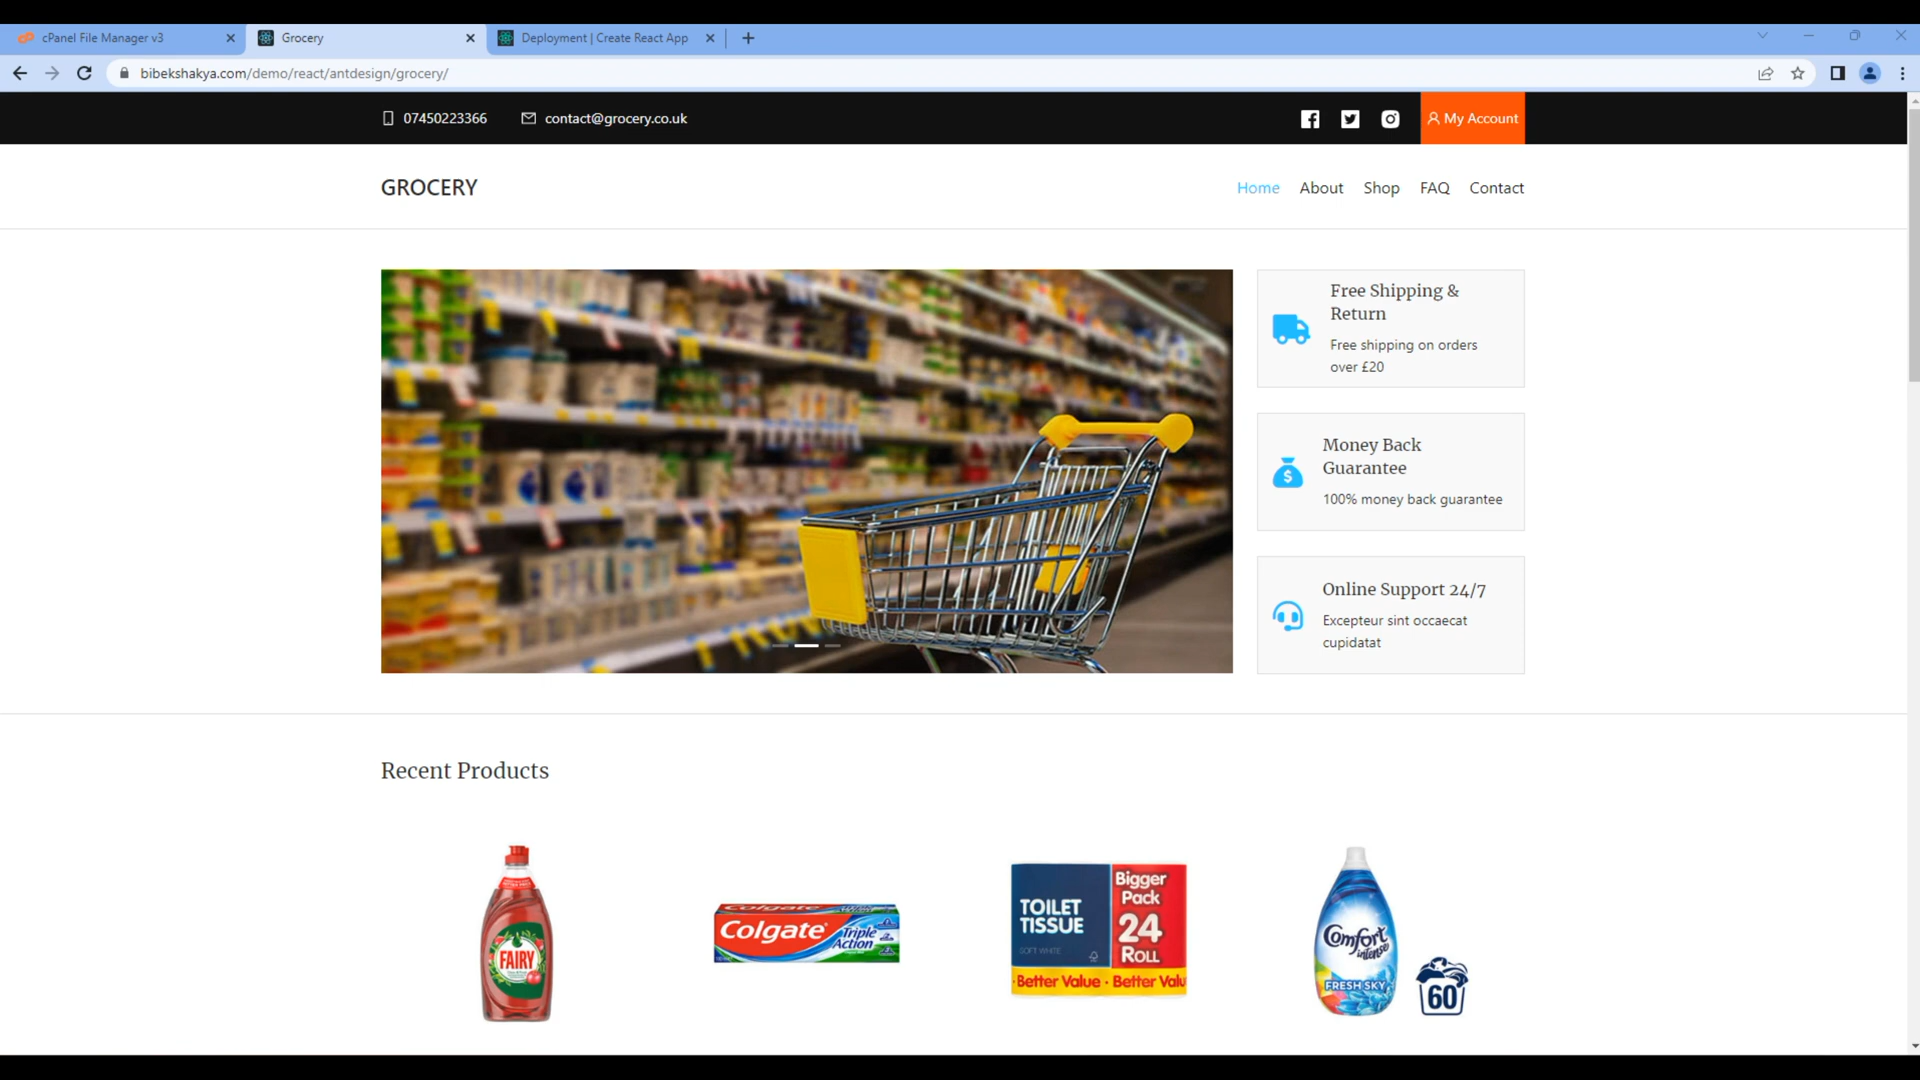 cPanel File Manager v3
Grocery
Deployment | Create React App
bibekshakya.com/demo/react/antdesign/grocery/
07450223366
contact@grocery.co.uk
My Account
GROCERY
Home
About
Shop
FAQ
Contact
Free Shipping &
Return
Free shipping on orders
over £20
Money Back
Guarantee
100% money back guarantee
Online Support 24/7
Excepteur sint occaecat
cupidatat
Recent Products
FAIRY
Colgate
Triple
Action
TOILET
TISSUE
SOFT WHITE
Bigger
Pack
24
ROLL
Better Value · Better Valu
Comfort
intense
FRESH SKY
60